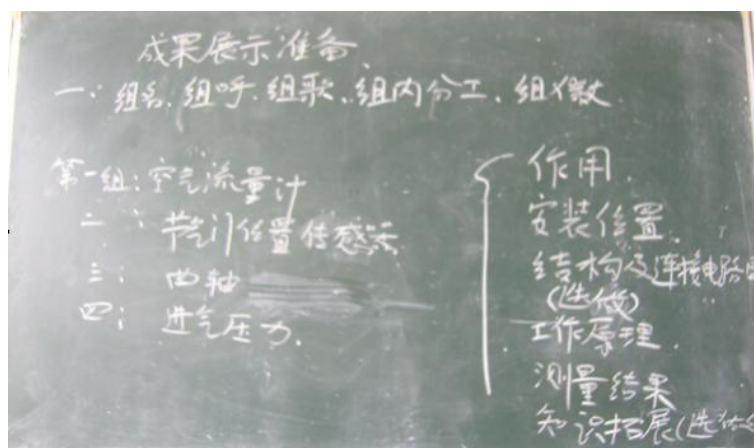 成果展示准备
一: 组名、组呼、组歌、组内分工、组徽
第一组: 空气流量计
二: 节气门位置传感器
三: 曲轴
四: 进气压力.
作用.
安装位置.
结构及连接电路
(选做)
工作原理.
测量结果
知识拓展(选做